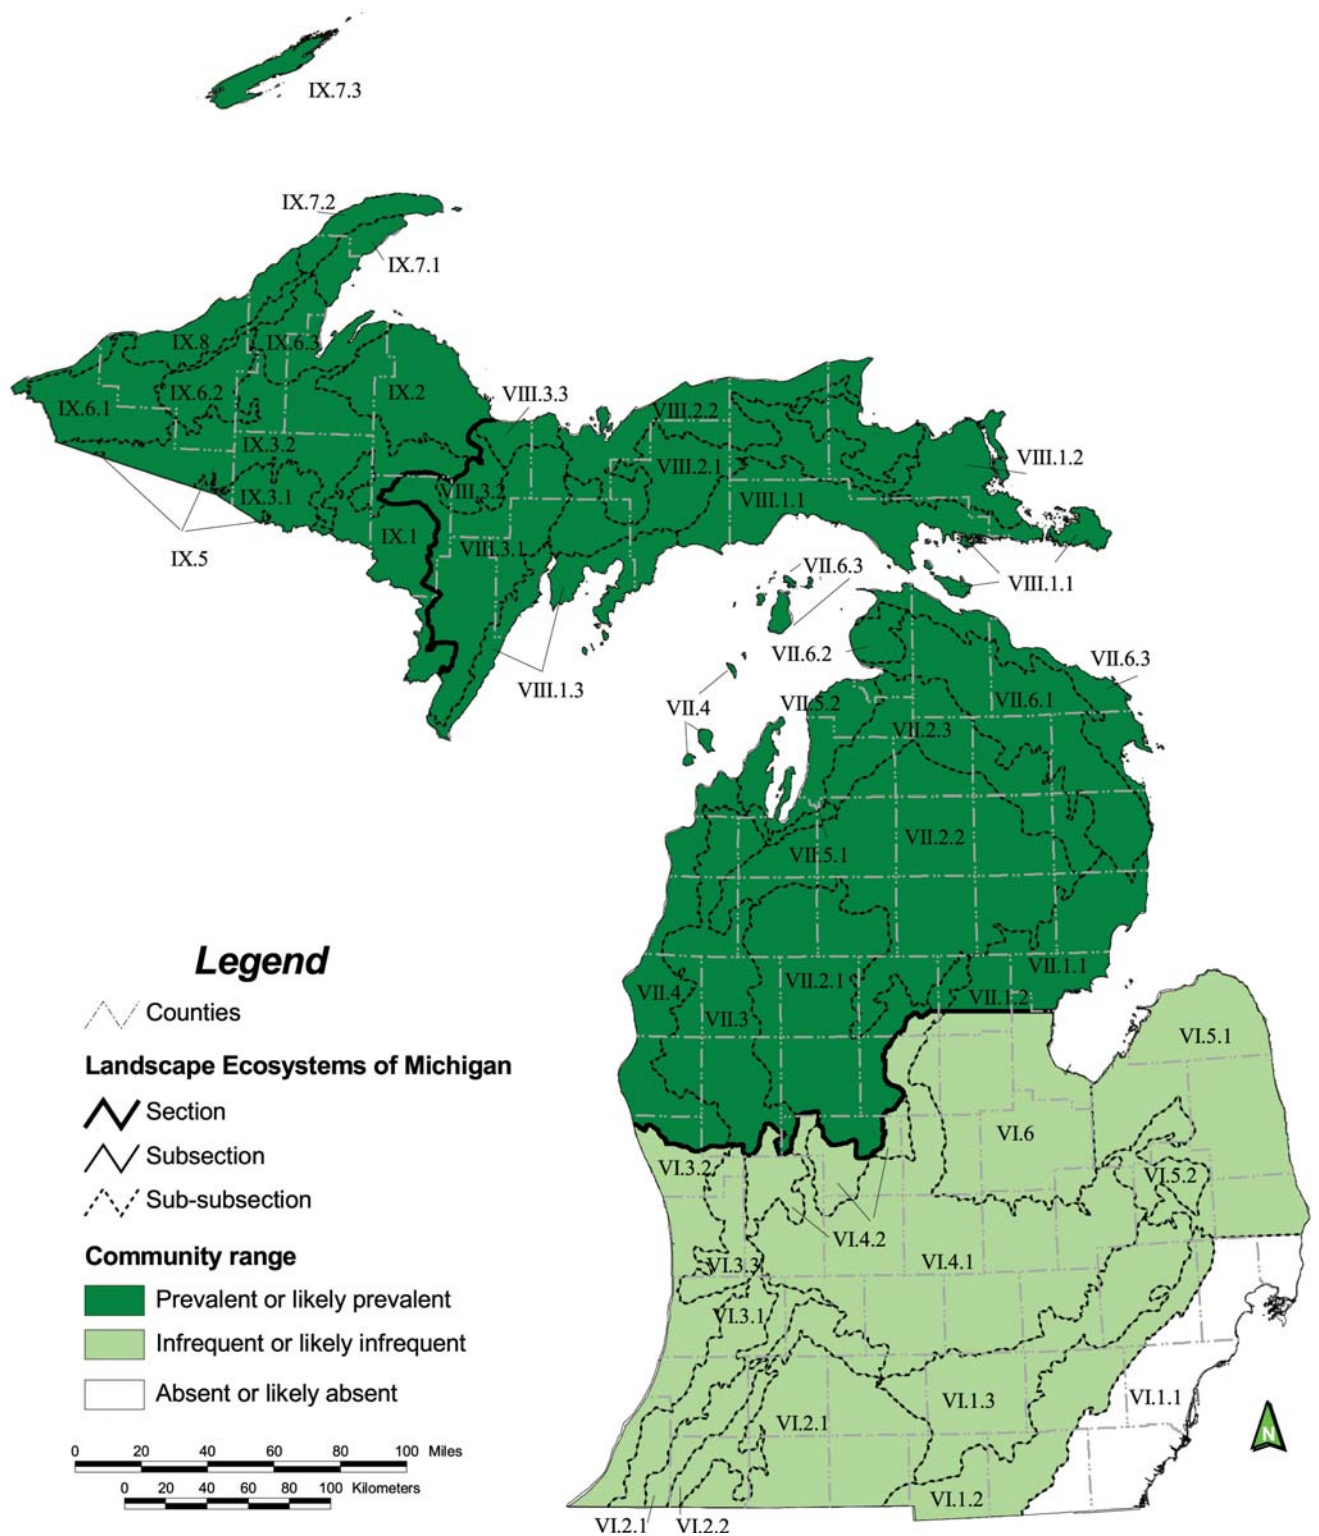 IX.7.3
IX.7.2
IX.7.1
IX.8
IX.6.3
IX.2
VIII.3.3
IX.6.2
IX.6.1
VIII.2.2
IX.3.2
VIII.2.1
VIII.1.2
VIII.3.2
IX.3.1
VIII.1.1
IX.1
VIII.3.1
IX.5
VII.6.3
VIII.1.1
VII.6.2
VII.6.3
VIII.1.3
VII.4
VII.5.2
VII.6.1
VII.2.3
VII.2.2
VII.5.1
Legend
Counties
Landscape Ecosystems of Michigan
Section
Subsection
Sub-subsection
Community range
Prevalent or likely prevalent
Infrequent or likely infrequent
Absent or likely absent
0 20 40 60 80 100 Miles
0 20 40 60 80 100 Kilometers
VII.1.1
VII.2.1
VII.4
VII.1.2
VII.3
VI.5.1
VI.6
VI.3.2
VI.5.2
VI.4.2
VI.4.1
VI.3.3
VI.3.1
VI.1.1
VI.1.3
VI.2.1
N
VI.1.2
VI.2.1 VI.2.2